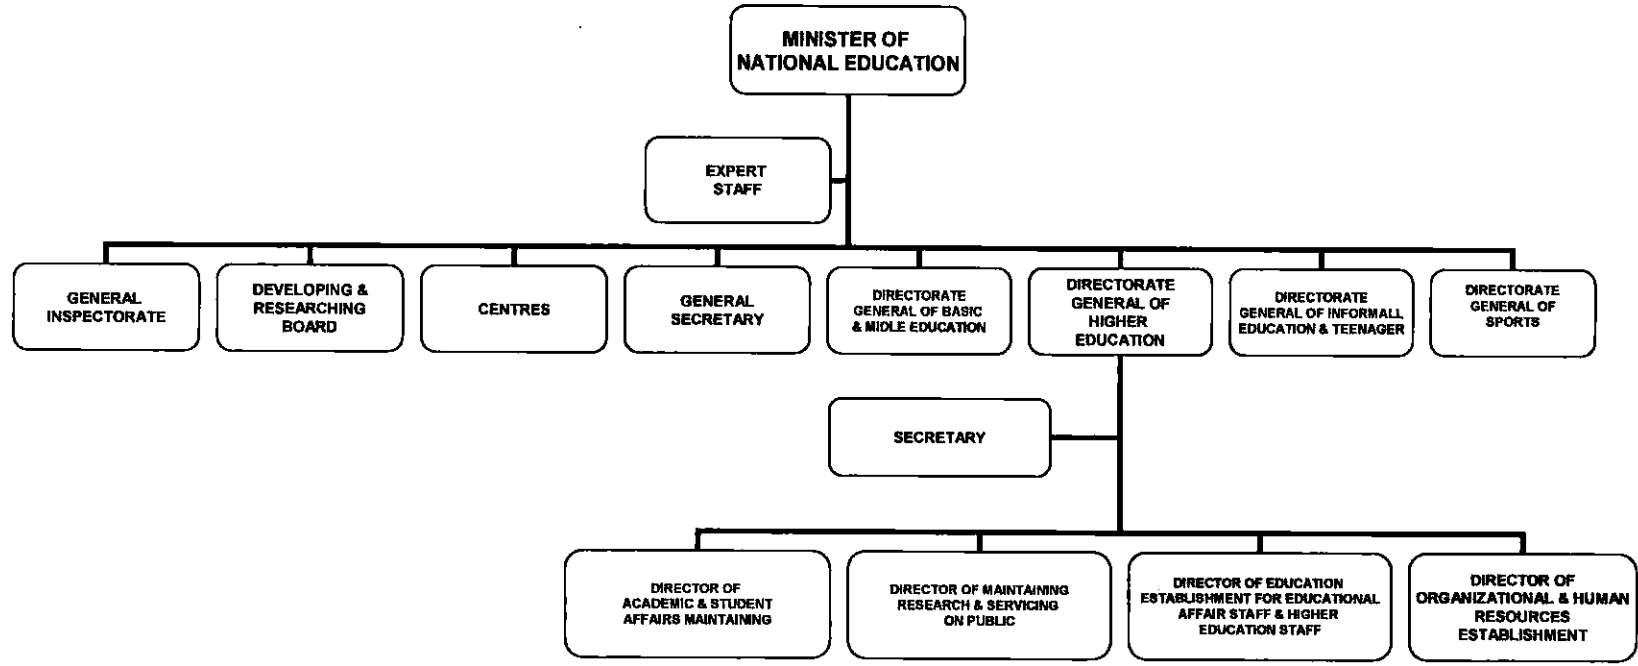 MINISTER OF
NATIONAL EDUCATION
EXPERT
STAFF
GENERAL
INSPECTORATE
DEVELOPING &
RESEARCHING
BOARD
CENTRES
GENERAL
SECRETARY
DIRECTORATE
GENERAL OF BASIC
& MIDLE EDUCATION
DIRECTORATE
GENERAL OF
HIGHER
EDUCATION
DIRECTORATE
GENERAL OF INFORMALL
EDUCATION & TEENAGER
DIRECTORATE
GENERAL OF
SPORTS
SECRETARY
DIRECTOR OF
ACADEMIC & STUDENT
AFFAIRS MAINTAINING
DIRECTOR OF MAINTAINING
RESEARCH & SERVICING
ON PUBLIC
DIRECTOR OF EDUCATION
ESTABLISHMENT FOR EDUCATIONAL
AFFAIR STAFF & HIGHER
EDUCATION STAFF
DIRECTOR OF
ORGANIZATIONAL & HUMAN
RESOURCES
ESTABLISHMENT